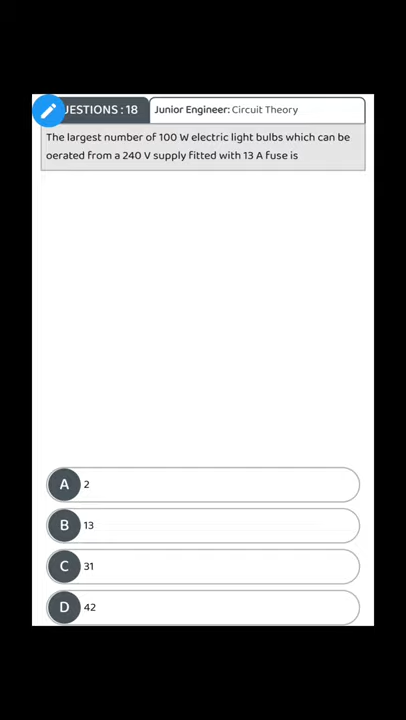 UESTIONS : 18
Junior Engineer: Circuit Theory
The largest number of 100 W electric light bulbs which can be
oerated from a 240 V supply fitted with 13 A fuse is
A 2
B 13
C 31
D 42